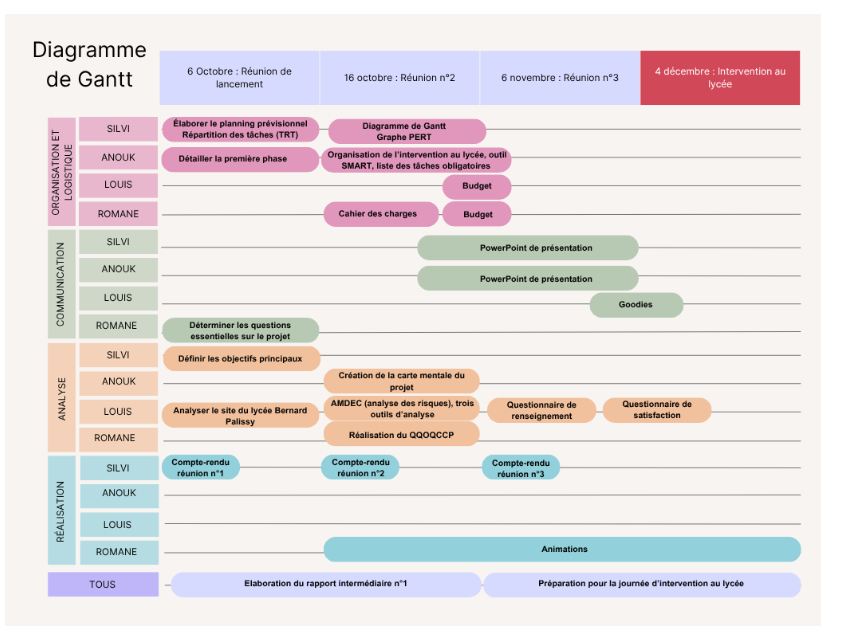 Diagramme
de Gantt
6 Octobre : Réunion de
lancement
16 octobre : Réunion n°2
6 novembre : Réunion n°3
4 décembre : Intervention au
lycée
ORGANISATION ET
LOGISTIQUE
SILVI
Élaborer le planning prévisionnel
Répartition des tâches (TRT)
Diagramme de Gantt
Graphe PERT
ANOUK
Détailler la première phase
Organisation de l'intervention au lycée, outil
SMART, liste des tâches obligatoires
LOUIS
Budget
ROMANE
Cahier des charges
Budget
COMMUNICATION
SILVI
PowerPoint de présentation
ANOUK
PowerPoint de présentation
LOUIS
Goodies
ROMANE
Déterminer les questions
essentielles sur le projet
ANALYSE
SILVI
Définir les objectifs principaux
ANOUK
Création de la carte mentale du
projet
LOUIS
Analyser le site du lycée Bernard
Palissy
AMDEC (analyse des risques), trois
outils d'analyse
Questionnaire de
renseignement
Questionnaire de
satisfaction
ROMANE
Réalisation du QQOQCCP
RÉALISATION
SILVI
Compte-rendu
réunion n°1
Compte-rendu
réunion n°2
Compte-rendu
réunion n°3
ANOUK
LOUIS
ROMANE
Animations
TOUS
Elaboration du rapport intermédiaire n°1
Préparation pour la journée d'intervention au lycée